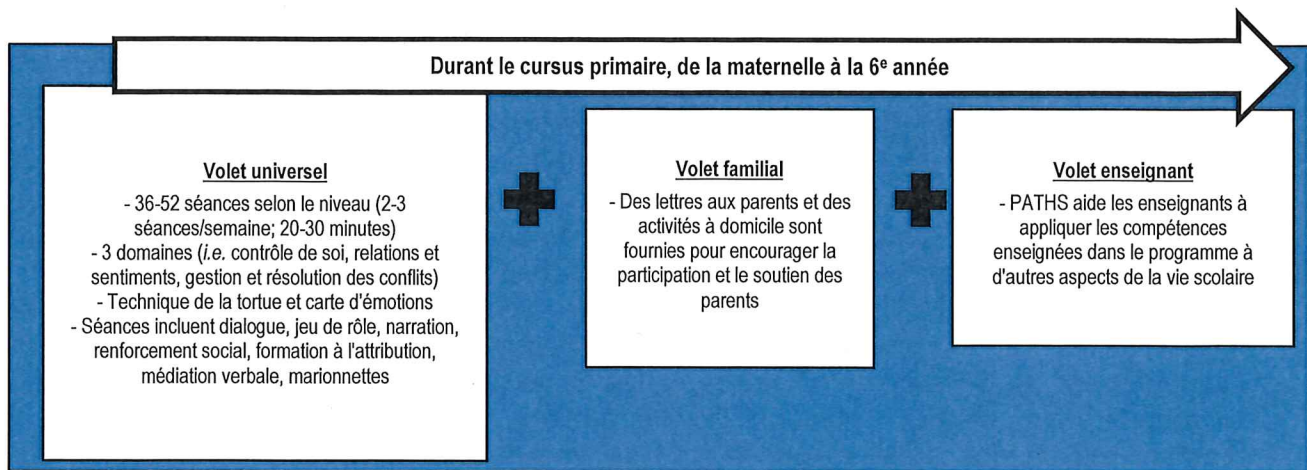 Durant le cursus primaire, de la maternelle à la 6e année
Volet universel
- 36-52 séances selon le niveau (2-3
séances/semaine; 20-30 minutes)
- 3 domaines (i.e. contrôle de soi, relations et
sentiments, gestion et résolution des conflits)
- Technique de la tortue et carte d'émotions
- Séances incluent dialogue, jeu de rôle, narration,
renforcement social, formation à l'attribution,
médiation verbale, marionnettes
Volet familial
- Des lettres aux parents et des
activités à domicile sont
fournies pour encourager la
participation et le soutien des
parents
Volet enseignant
- PATHS aide les enseignants à
appliquer les compétences
enseignées dans le programme à
d'autres aspects de la vie scolaire